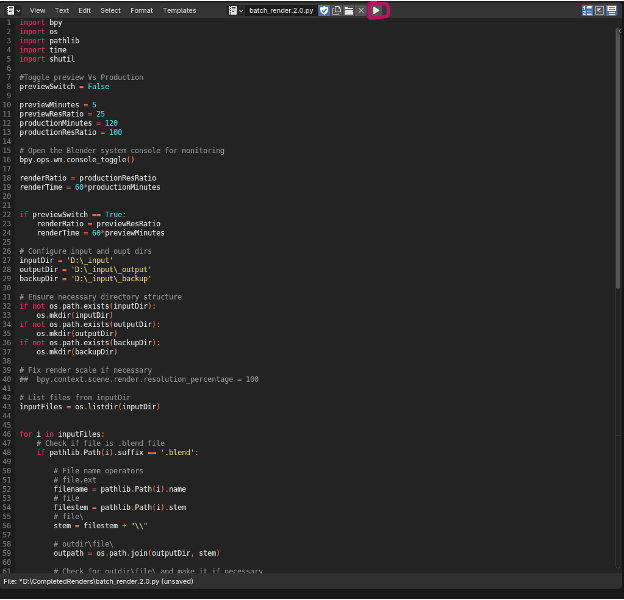 View Text Edit Select Format Templates batch_render.2.0.py
1 import bpy
2 import os
3 import pathlib
4 import time
5 import shutil
6
7 #Toggle preview Vs Production
8 previewSwitch = False
9
10 previewMinutes = 5
11 previewResRatio = 25
12 productionMinutes = 120
13 productionResRatio = 100
14
15 # Open the Blender system console for monitoring
16 bpy.ops.wm.console_toggle()
17
18 renderRatio = productionResRatio
19 renderTime = 60*productionMinutes
20
21
22 if previewSwitch == True:
23 renderRatio = previewResRatio
24 renderTime = 60*previewMinutes
25
26 # Configure input and oupt dirs
27 inputDir = 'D:\_input'
28 outputDir = 'D:\_input\_output'
29 backupDir = 'D:\_input\_backup'
30
31 # Ensure necessary directory structure
32 if not os.path.exists(inputDir):
33 os.mkdir(inputDir)
34 if not os.path.exists(outputDir):
35 os.mkdir(outputDir)
36 if not os.path.exists(backupDir):
37 os.mkdir(backupDir)
38
39 # Fix render scale if necessary
40 ## bpy.context.scene.render.resolution_percentage = 100
41
42 # List files from inputDir
43 inputFiles = os.listdir(inputDir)
44
45
46 for i in inputFiles:
47 # Check if file is .blend file
48 if pathlib.Path(i).suffix == '.blend':
49
50 # File name operators
51 # file.ext
52 filename = pathlib.Path(i).name
53 # file
54 filestem = pathlib.Path(i).stem
55 # file\
56 stem = filestem + "\\"
57
58 # outdir\file\
59 outpath = os.path.join(outputDir, stem)
60
61 # Check for outdir\file\ and make it if necessary
File: *D:\CompletedRenders\batch_render.2.0.py (unsaved)